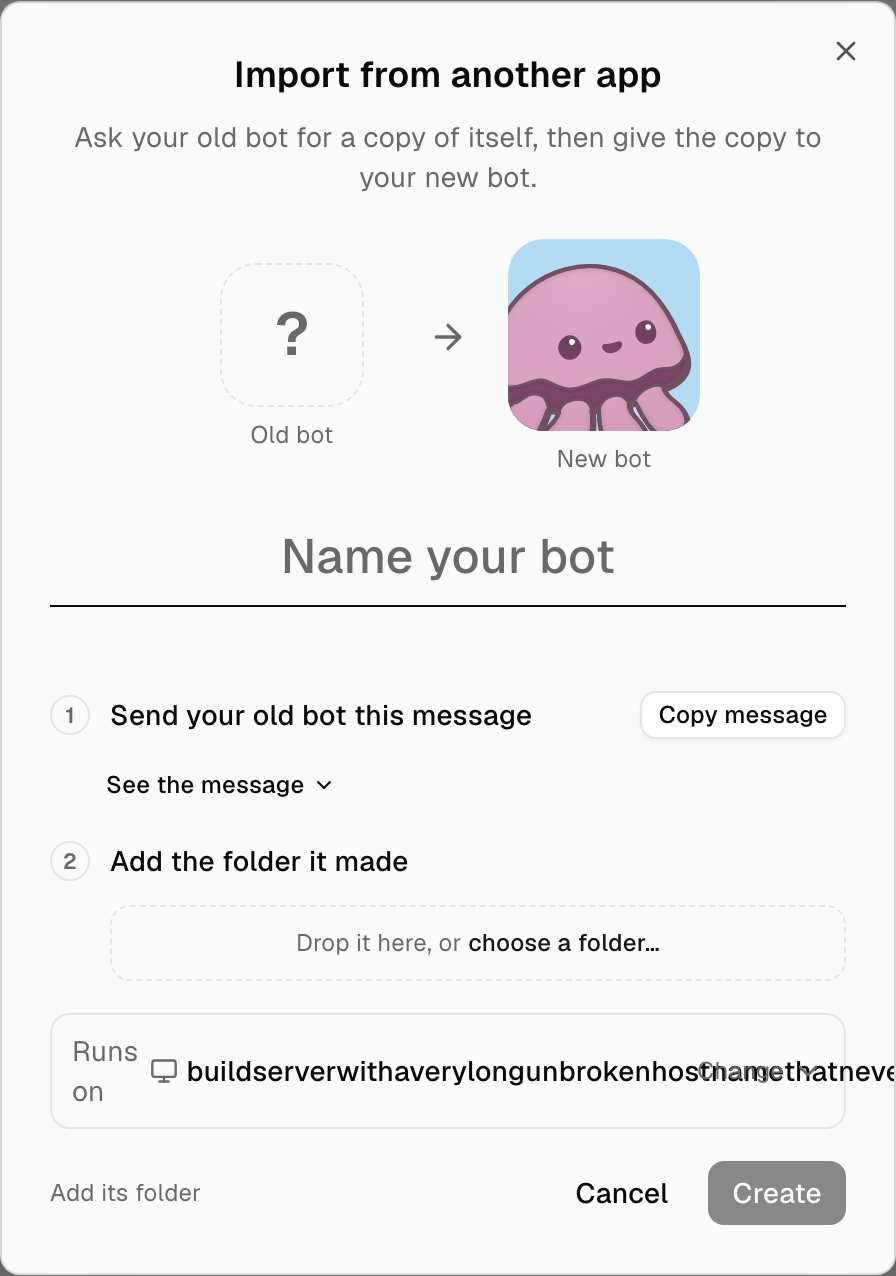 Import from another app
Ask your old bot for a copy of itself, then give the copy to
your new bot.
?
Old bot
New bot
Name your bot
1 Send your old bot this message Copy message
See the message
2 Add the folder it made
Drop it here, or choose a folder...
Runs
on
buildserverwithaverylongunbrokenhostnamethatneve
Change
Add its folder Cancel Create